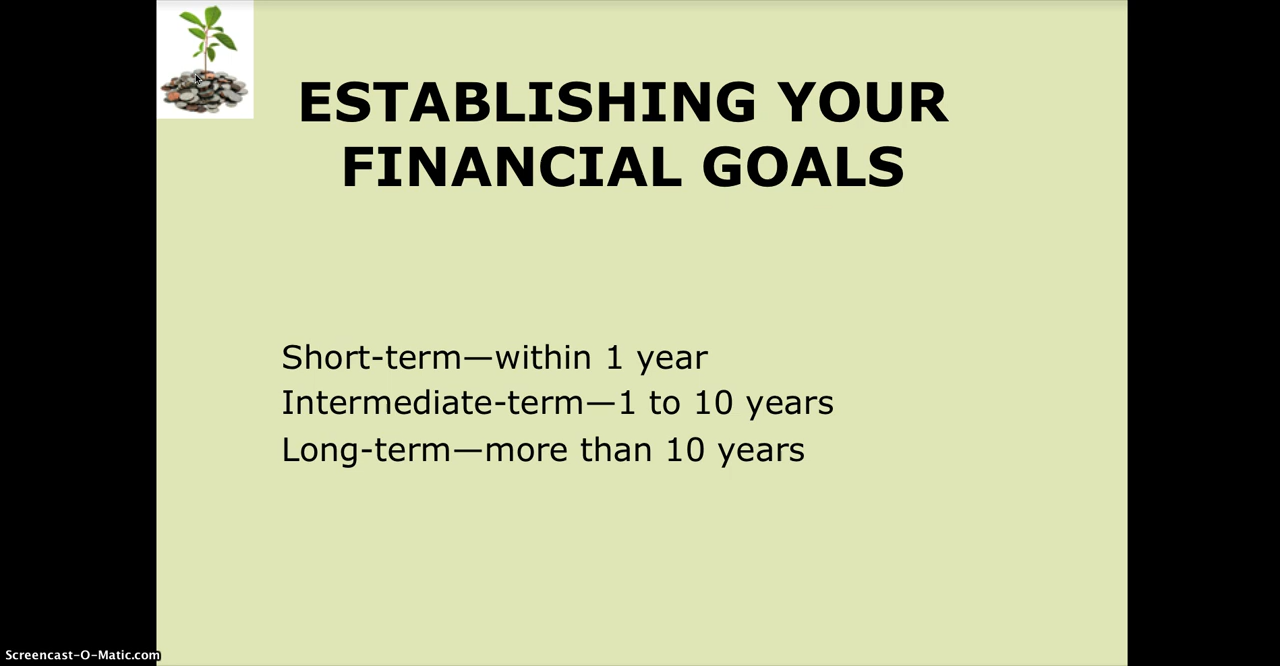 ESTABLISHING YOUR
FINANCIAL GOALS
Short-term—within 1 year
Intermediate-term—1 to 10 years
Long-term—more than 10 years
Screencast-O-Matic.com